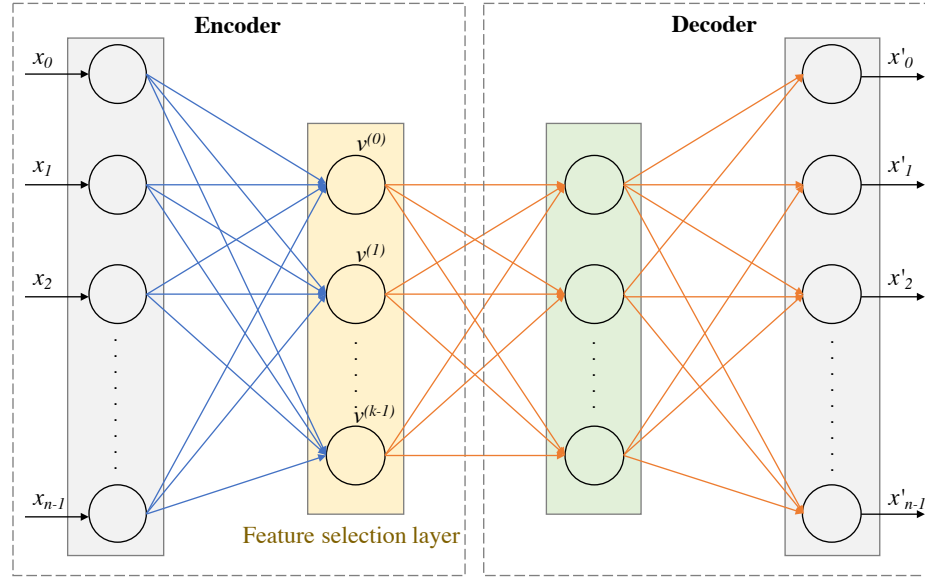 Encoder
Decoder
x0
x1
x2
xn-1
v(0)
v(1)
v(k-1)
Feature selection layer
x'0
x'1
x'2
x'n-1